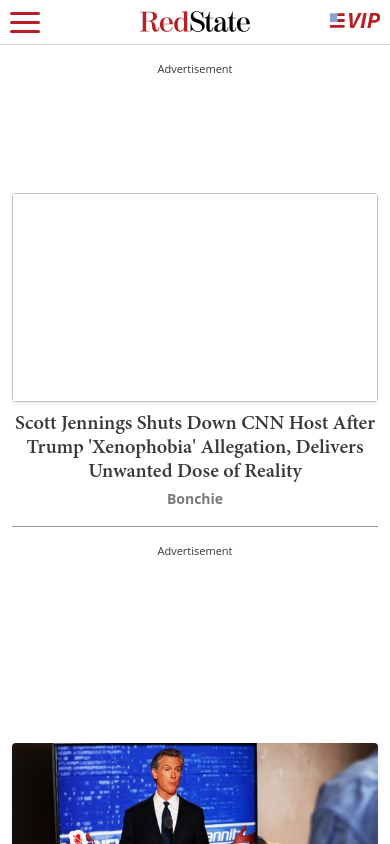 RedState
VIP
Advertisement
Scott Jennings Shuts Down CNN Host After
Trump 'Xenophobia' Allegation, Delivers
Unwanted Dose of Reality
Bonchie
Advertisement